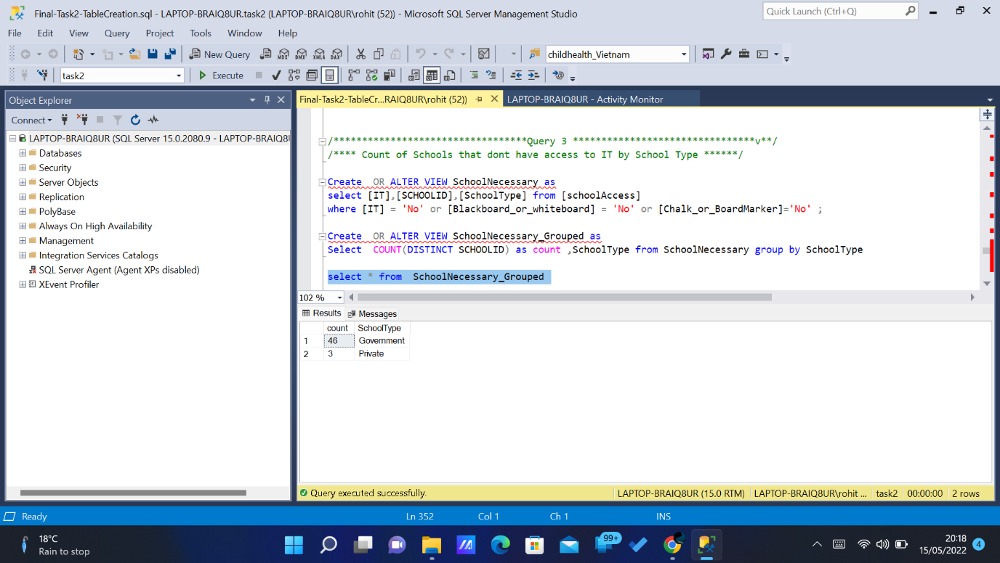 Final-Task2-TableCreation.sql - LAPTOP-BRAIQ8UR.task2 (LAPTOP-BRAIQ8UR\rohit (52)) - Microsoft SQL Server Management Studio
Quick Launch (Ctrl+Q)
File Edit View Query Project Tools Window Help
New Query MDX DMX XMLA DAX childhealth_Vietnam
task2 Execute
Object Explorer
Final-Task2-TableCr...RAIQ8UR\rohit (52)) LAPTOP-BRAIQ8UR - Activity Monitor
Connect
LAPTOP-BRAIQ8UR (SQL Server 15.0.2080.9 - LAPTOP-BRAIQ8U
Databases
Security
Server Objects
Replication
PolyBase
Always On High Availability
Management
Integration Services Catalogs
SQL Server Agent (Agent XPs disabled)
XEvent Profiler
/**********************************Query 3 ********************************v**/
/**** Count of Schools that dont have access to IT by School Type ******/
Create OR ALTER VIEW SchoolNecessary as
select [IT],[SCHOOLID],[SchoolType] from [schoolAccess]
where [IT] = 'No' or [Blackboard_or_whiteboard] = 'No' or [Chalk_or_BoardMarker]='No' ;
Create OR ALTER VIEW SchoolNecessary_Grouped as
Select COUNT(DISTINCT SCHOOLID) as count ,SchoolType from SchoolNecessary group by SchoolType
select * from SchoolNecessary_Grouped
102 %
Results Messages
count SchoolType
1 46 Government
2 3 Private
Query executed successfully. LAPTOP-BRAIQ8UR (15.0 RTM) LAPTOP-BRAIQ8UR\rohit ... task2 00:00:00 2 rows
Ready Ln 352 Col 1 Ch 1 INS
18°C
Rain to stop
99+
20:18
15/05/2022
4